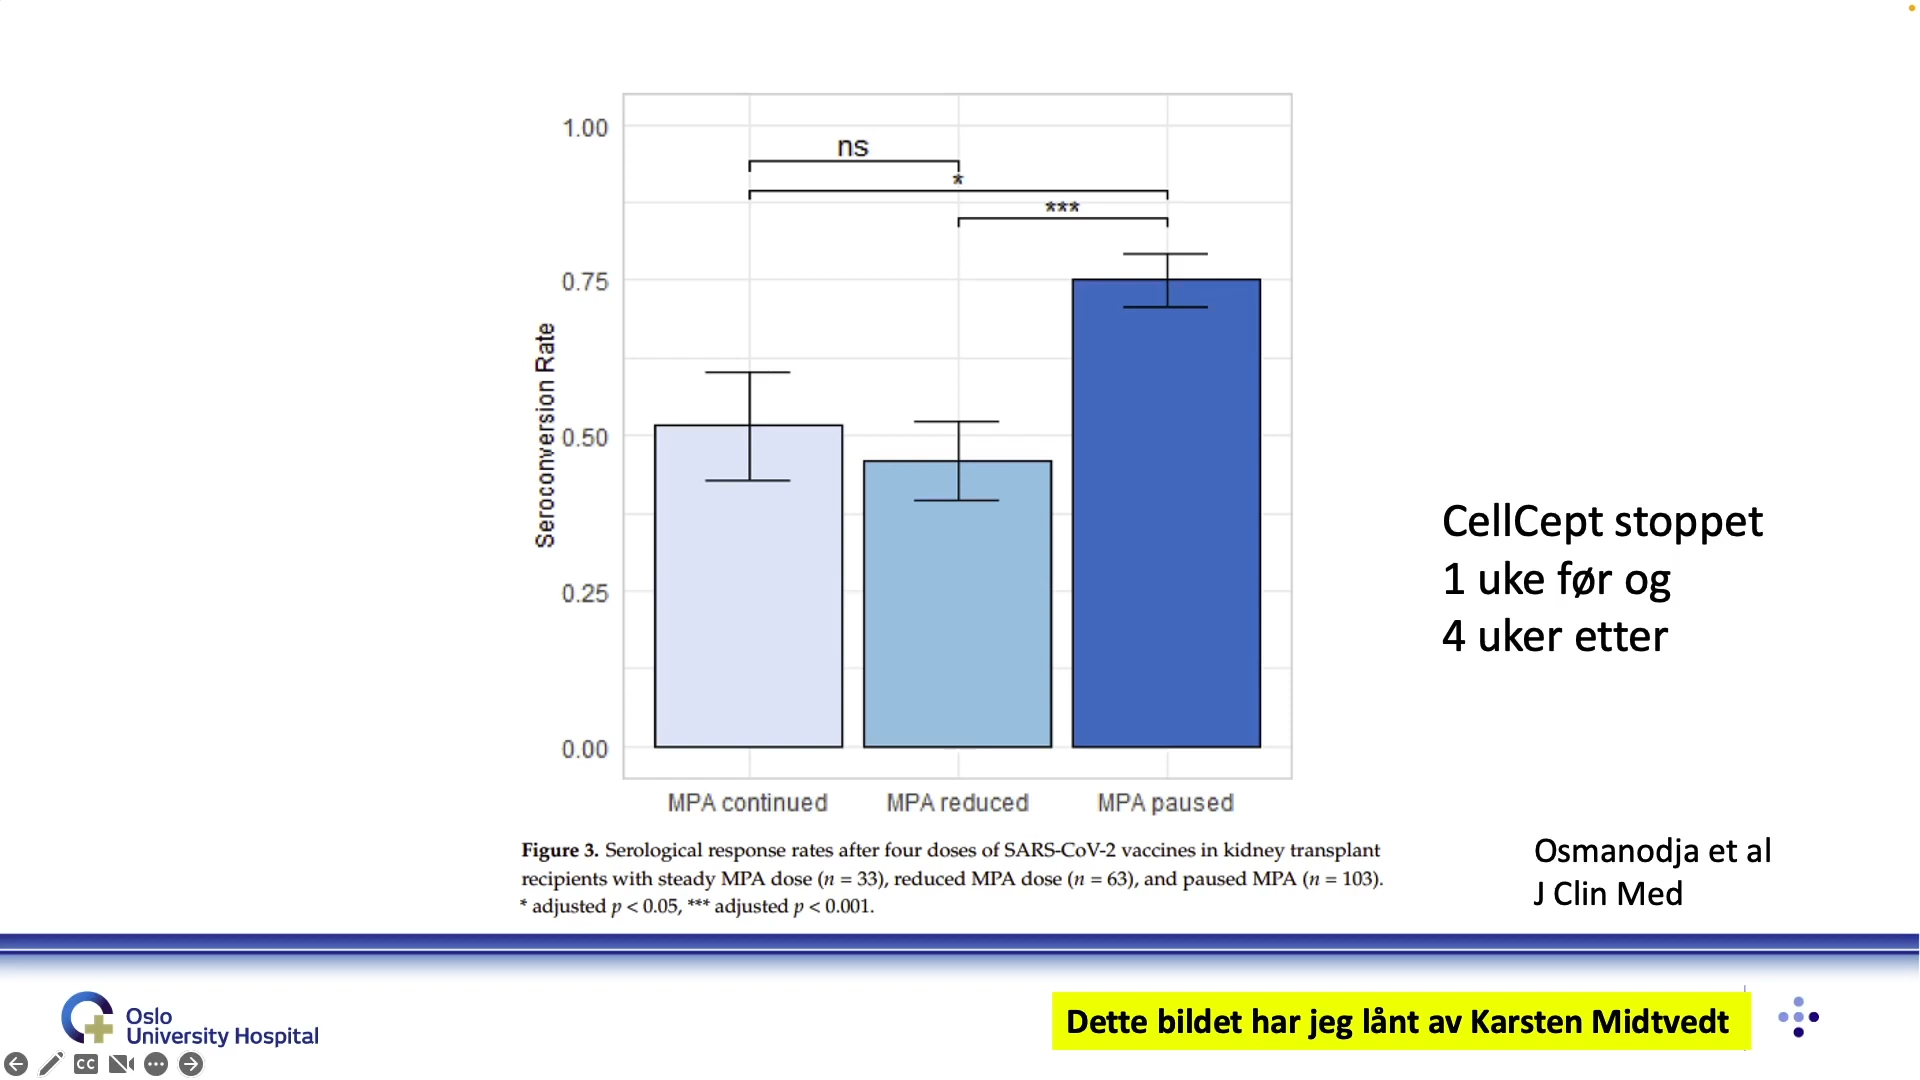 1.00
0.75
0.50
0.25
0.00
Seroconversion Rate
ns
*
***
MPA continued
MPA reduced
MPA paused
Figure 3. Serological response rates after four doses of SARS-CoV-2 vaccines in kidney transplant
recipients with steady MPA dose (n = 33), reduced MPA dose (n = 63), and paused MPA (n = 103).
* adjusted p < 0.05, *** adjusted p < 0.001.
CellCept stoppet
1 uke før og
4 uker etter
Osmanodja et al
J Clin Med
Oslo
University Hospital
Dette bildet har jeg lånt av Karsten Midtvedt
CC